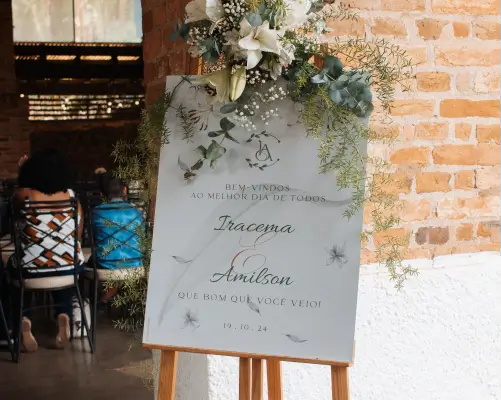 IA
BEM-VINDOS
AO MELHOR DIA DE TODOS
Iracema
&
Amilson
QUE BOM QUE VOCÊ VEIO!
19.10.24